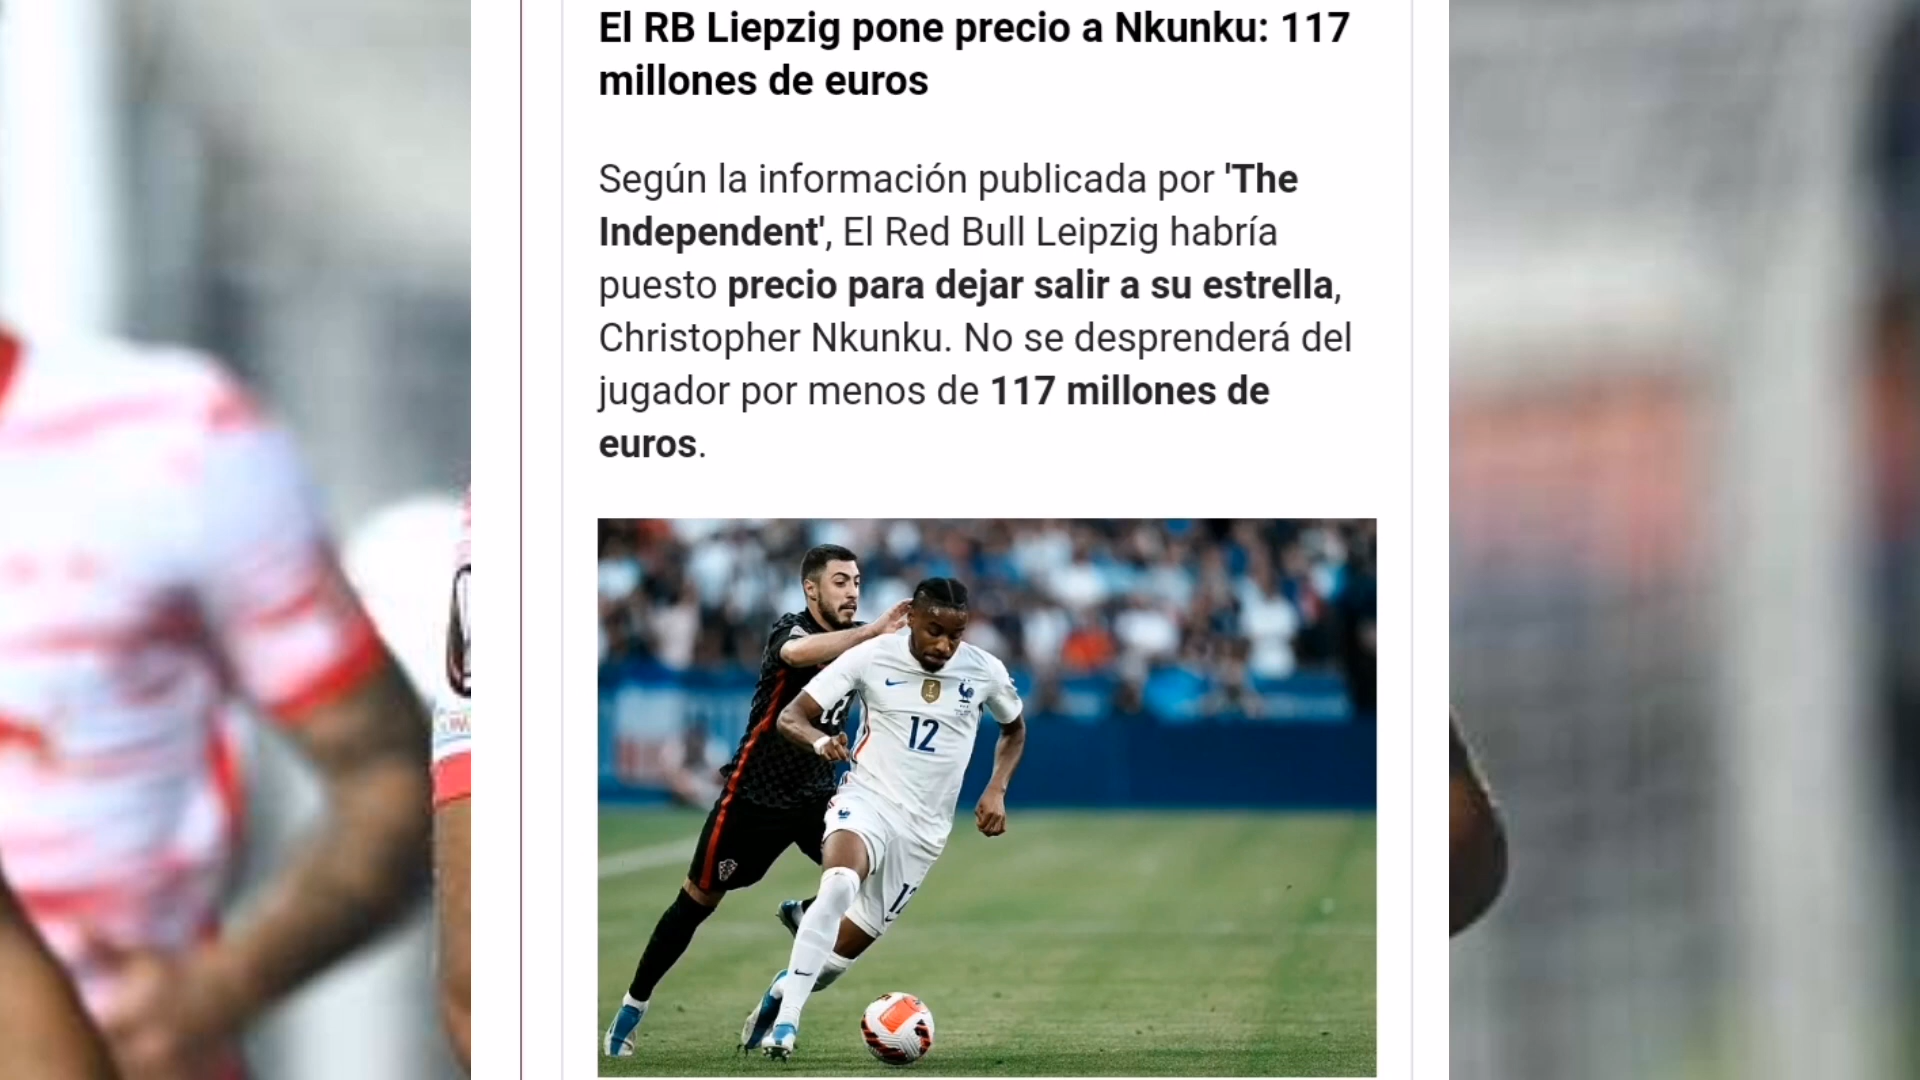 El RB Liepzig pone precio a Nkunku: 117
millones de euros
Según la información publicada por 'The
Independent', El Red Bull Leipzig habría
puesto precio para dejar salir a su estrella,
Christopher Nkunku. No se desprenderá del
jugador por menos de 117 millones de
euros.
22
12
12